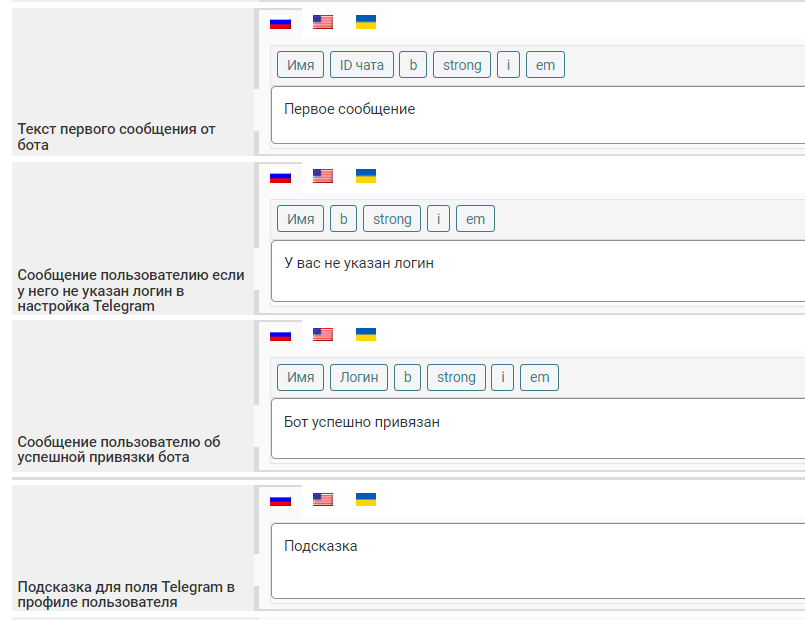 Имя ID чата b strong i em
Первое сообщение
Текст первого сообщения от
бота
Имя b strong i em
У вас не указан логин
Сообщение пользователию если
у него не указан логин в
настройка Telegram
Имя Логин b strong i em
Бот успешно привязан
Сообщение пользователю об
успешной привязки бота
Подсказка
Подсказка для поля Telegram в
профиле пользователя